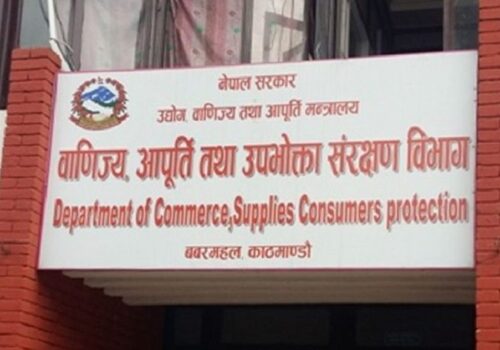 नेपाल सरकार
उद्योग, वाणिज्य तथा आपूर्ति मन्त्रालय
वाणिज्य, आपूर्ति तथा उपभोक्ता संरक्षण विभाग
Department of Commerce,Supplies Consumers protection
बबरमहल, काठमाण्डौ